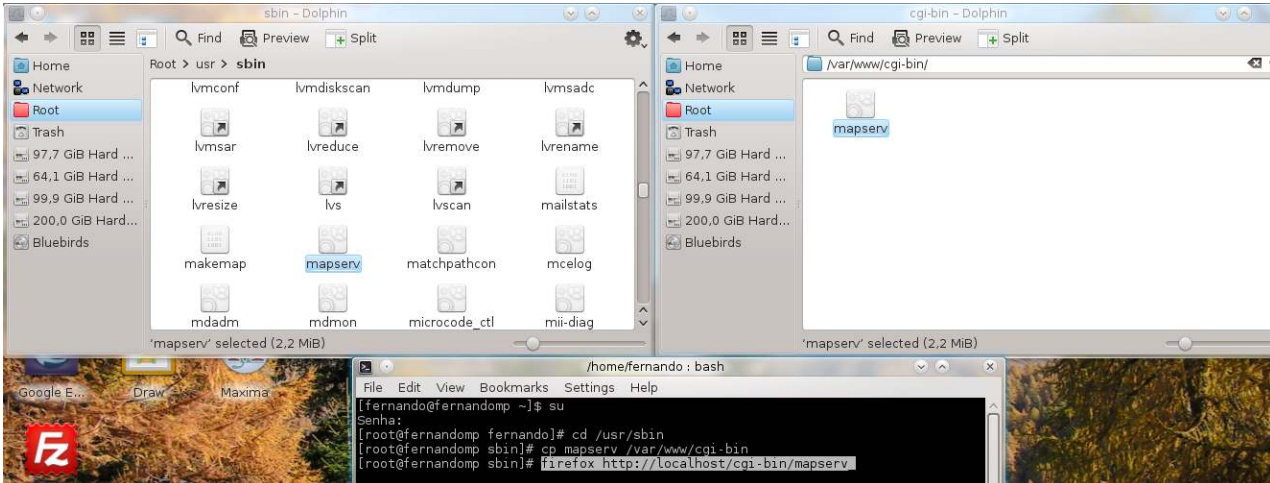 sbin – Dolphin
Find Preview Split
Home
Network
Root
Trash
97,7 GiB Hard ...
64,1 GiB Hard ...
99,9 GiB Hard ...
200,0 GiB Hard...
Bluebirds
Root > usr > sbin
lvmconf lvmdiskscan lvmdump lvmsadc
lvmsar lvreduce lvremove lvrename
lvresize lvs lvscan mailstats
makemap mapserv matchpathcon mcelog
mdadm mdmon microcode_ctl mii-diag
'mapserv' selected (2,2 MiB)
cgi-bin – Dolphin
Find Preview Split
Home
Network
Root
Trash
97,7 GiB Hard ...
64,1 GiB Hard ...
99,9 GiB Hard ...
200,0 GiB Hard...
Bluebirds
/var/www/cgi-bin/
mapserv
'mapserv' selected (2,2 MiB)
Google E... Draw Maxima
Fz
/home/fernando : bash
File Edit View Bookmarks Settings Help
[fernando@fernandomp ~]$ su
Senha:
[root@fernandomp fernando]# cd /usr/sbin
[root@fernandomp sbin]# cp mapserv /var/www/cgi-bin
[root@fernandomp sbin]# firefox http://localhost/cgi-bin/mapserv